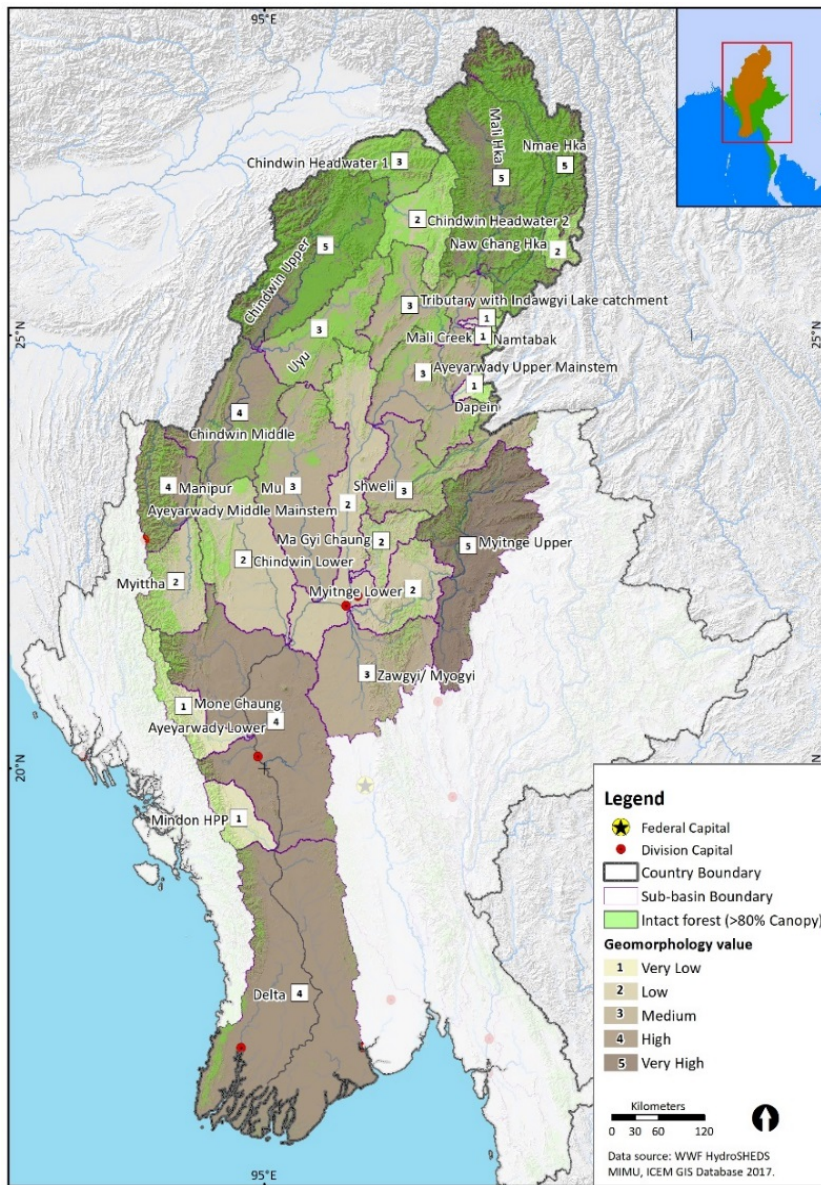 95°E
Chindwin Headwater 1
3
Mali Hka
5
Nmae Hka
5
2
Chindwin Headwater 2
Naw Chang Hka
2
Chindwin Upper
5
3
Tributary with Indawgyi Lake catchment
1
25°N
25°N
Uyu
3
Mali Creek
1
Namtabak
3
Ayeyarwady Upper Mainstem
1
Dapein
4
Chindwin Middle
4
Manipur
Mu
3
Shweli
3
Ayeyarwady Middle Mainstem
2
Ma Gyi Chaung
2
5
Myitnge Upper
2
Chindwin Lower
Myittha
2
Myitnge Lower
2
3
Zawgyi/ Myogyi
1
Mone Chaung
Ayeyarwady Lower
4
20°N
20°N
Mindon HPP
1
Delta
4
95°E
Legend
Federal Capital
Division Capital
Country Boundary
Sub-basin Boundary
Intact forest (>80% Canopy)
Geomorphology value
1 Very Low
2 Low
3 Medium
4 High
5 Very High
Kilometers
0 30 60 120
Data source: WWF HydroSHEDS
MIMU, ICEM GIS Database 2017.